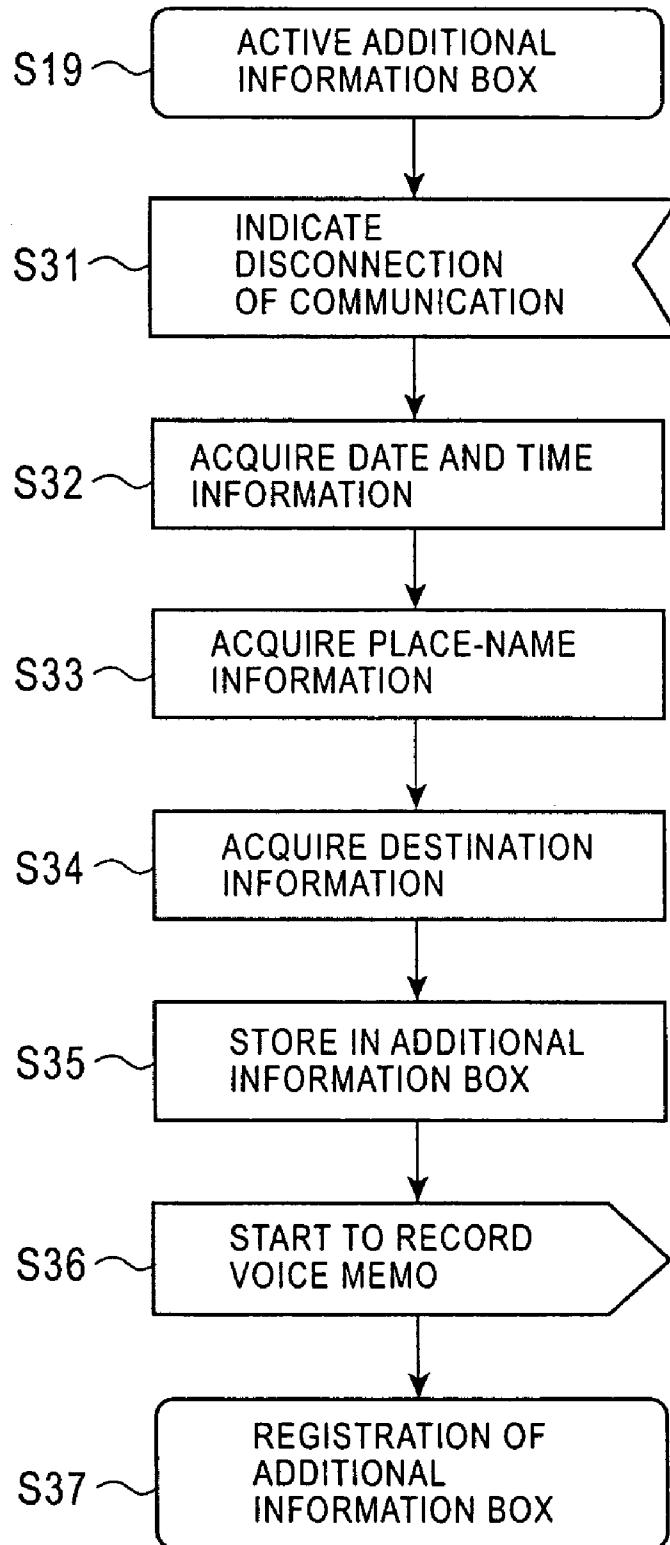 S19
ACTIVE ADDITIONAL
INFORMATION BOX
S31
INDICATE
DISCONNECTION
OF COMMUNICATION
S32
ACQUIRE DATE AND TIME
INFORMATION
S33
ACQUIRE PLACE-NAME
INFORMATION
S34
ACQUIRE DESTINATION
INFORMATION
S35
STORE IN ADDITIONAL
INFORMATION BOX
S36
START TO RECORD
VOICE MEMO
S37
REGISTRATION OF
ADDITIONAL
INFORMATION BOX